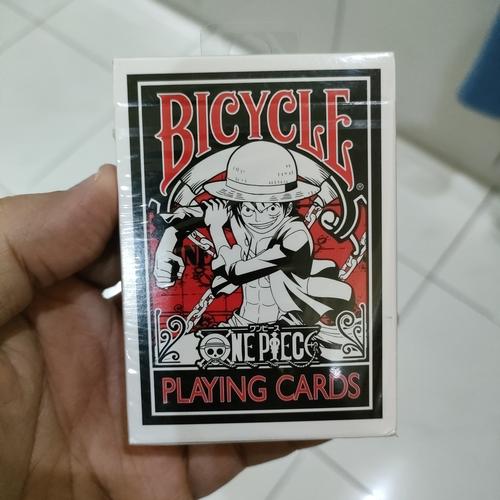 BICYCLE
®
ワンピース
ONE PIECE
PLAYING CARDS